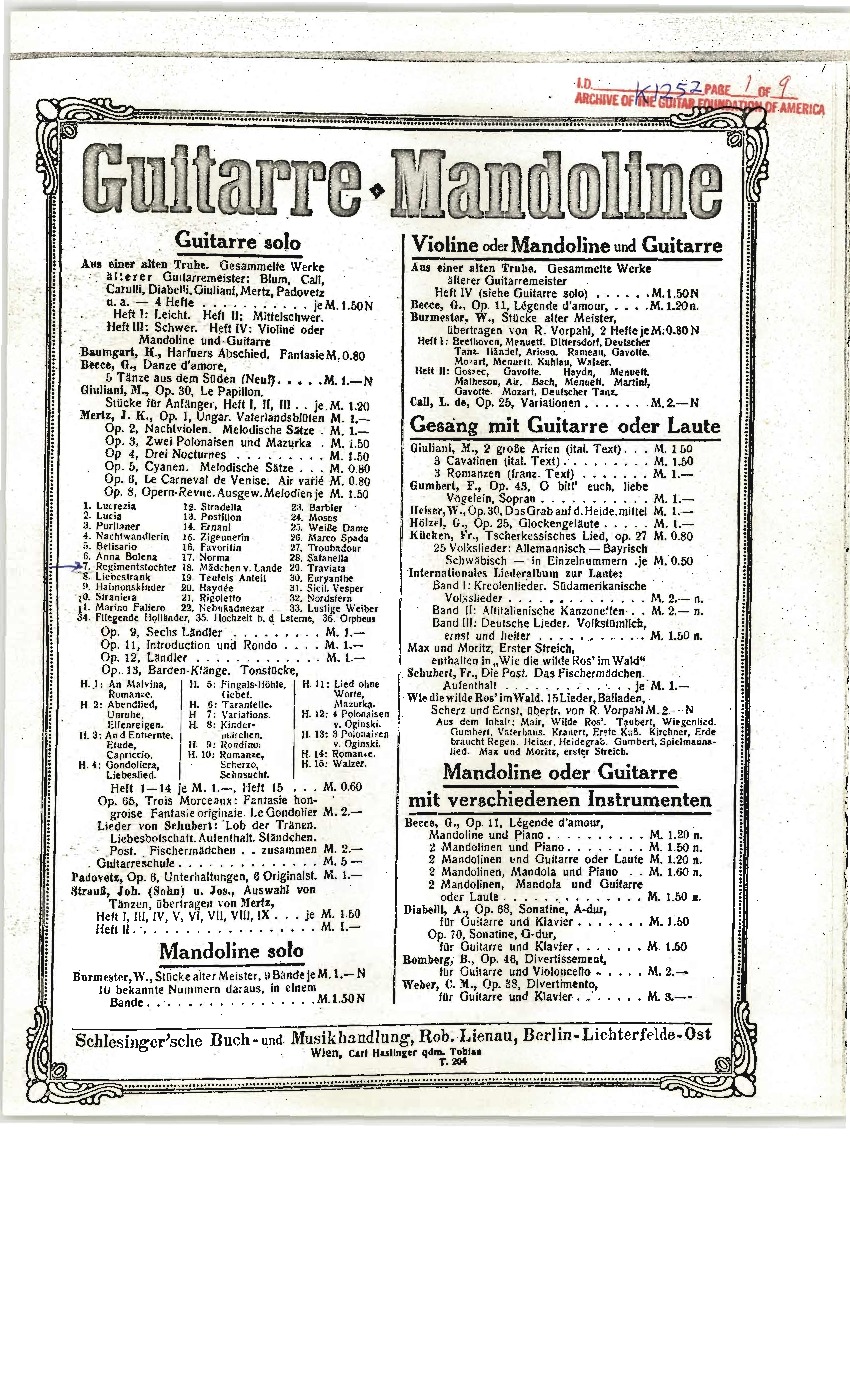 I.D. K1252 PAGE 1 OF 9
ARCHIVE OF THE GUITAR FOUNDATION OF AMERICA
Guitarre - Mandoline
Guitarre solo
Aus einer alten Truhe. Gesammelte Werke
älterer Guitarremeister: Blum, Call,
Carulli, Diabelli, Giuliani, Mertz, Padovetz
u. a. — 4 Hefte . . . . . . . . . . je M. 1.50 N
Heft I: Leicht. Heft II: Mittelschwer.
Heft III: Schwer. Heft IV: Violine oder
Mandoline und Guitarre
Baumgart, K., Harfners Abschied. Fantasie M. 0.80
Becce, G., Danze d'amore,
5 Tänze aus dem Süden (Neu!) . . . . . M. 1.— N
Giuliani, M., Op. 30, Le Papillon.
Stücke für Anfänger, Heft I, II, III . . je M. 1.20
Mertz, J. K., Op. 1, Ungar. Vaterlandsblüten M. 1.—
Op. 2, Nachtviolen. Melodische Sätze . M. 1.—
Op. 3, Zwei Polonaisen und Mazurka . M. 1.50
Op 4, Drei Nocturnes . . . . . . . . . M. 1.50
Op. 5, Cyanen. Melodische Sätze . . . M. 0.80
Op. 6, Le Carneval de Venise. Air varié M. 0.80
Op. 8, Opern-Revue. Ausgew. Melodien je M. 1.50
1. Lucrezia 12. Stradella 23. Barbier
2. Lucia 13. Postillon 24. Moses
3. Puritaner 14. Ernani 25. Weiße Dame
4. Nachtwandlerin 15. Zigeunerin 26. Marco Spada
5. Belisario 16. Favoritin 27. Troubadour
6. Anna Bolena 17. Norma 28. Satanella
7. Regimentstochter 18. Mädchen v. Lande 29. Traviata
8. Liebestrank 19. Teufels Anteil 30. Euryanthe
9. Haimonskinder 20. Haydée 31. Sicil. Vesper
10. Straniera 21. Rigoletto 32. Nordstern
11. Marino Faliero 22. Nebukadnezar 33. Lustige Weiber
34. Fliegende Holländer, 35. Hochzeit b. d. Laterne, 36. Orpheus
Op. 9, Sechs Ländler . . . . . . . . . M. 1.—
Op. 11, Introduction und Rondo . . . . M. 1.—
Op. 12, Ländler . . . . . . . . . . . . M. 1.—
Op. 13, Barden-Klänge. Tonstücke,
H. 1: An Malvina,
Romanze.
H 2: Abendlied,
Unruhe,
Elfenreigen.
H. 3: An d Entfernte,
Etude,
Capriccio.
H. 4: Gondoliera,
Liebeslied.
H. 5: Fingals-Höhle,
Gebet.
H. 6: Tarantelle.
H 7: Variations.
H. 8: Kinder-
märchen.
H. 9: Rondino.
H. 10: Romanze,
Scherzo,
Sehnsucht.
H. 11: Lied ohne
Worte,
Mazurka.
H. 12: 4 Polonaisen
v. Oginski.
H. 13: 3 Polonaisen
v. Oginski.
H. 14: Romanze.
H. 15: Walzer.
Heft 1—14 je M. 1.—, Heft 15 . . . M. 0.60
Op. 65, Trois Morceaux: Fantasie hon-
groise Fantasie originale. Le Gondolier M. 2.—
Lieder von Schubert: Lob der Tränen.
Liebesbotschaft. Aufenthalt. Ständchen.
Post. Fischermädchen . . zusammen M. 2.—
Guitarreschule . . . . . . . . . . . . . M. 5 —
Padovetz, Op. 6, Unterhaltungen, 6 Originalst. M. 1.—
Strauß, Joh. (Sohn) u. Jos., Auswahl von
Tänzen, übertragen von Mertz,
Heft I, III, IV, V, VI, VII, VIII, IX . . . je M. 1.50
Heft II . . . . . . . . . . . . . . . . . M. 1.—
Mandoline solo
Burmester, W., Stücke alter Meister, 9 Bände je M. 1.— N
10 bekannte Nummern daraus, in einem
Bande . . . . . . . . . . . . . . . . . M. 1.50 N
Violine oder Mandoline und Guitarre
Aus einer alten Truhe. Gesammelte Werke
älterer Guitarremeister
Heft IV (siehe Guitarre solo) . . . . . . M. 1.50 N
Becce, G., Op. 11, Légende d'amour, . . . . M. 1.20 n.
Burmester, W., Stücke alter Meister,
übertragen von R. Vorpahl, 2 Hefte je M. 0.80 N
Heft I: Beethoven, Menuett. Dittersdorf, Deutscher
Tanz. Händel, Arioso. Rameau, Gavotte.
Mozart, Menuett. Kuhlau, Walzer.
Heft II: Gossec, Gavotte. Haydn, Menuett.
Matheson, Air. Bach, Menuett. Martini,
Gavotte. Mozart, Deutscher Tanz.
Call, L. de, Op. 25, Variationen . . . . . . . M. 2.— N
Gesang mit Guitarre oder Laute
Giuliani, M., 2 große Arien (ital. Text) . . . M. 1 50
3 Cavatinen (ital. Text) . . . . . . . . . M. 1.50
3 Romanzen (franz. Text) . . . . . . . M. 1.—
Gumbert, F., Op. 43, O bitt' euch, liebe
Vögelein, Sopran . . . . . . . . . . . M. 1.—
Heiser, W., Op. 30, Das Grab auf d. Heide, mittel M. 1.—
Hölzel, G., Op. 25, Glockengeläute . . . . . M. 1.—
Kücken, Fr., Tscherkessisches Lied, op. 27 M. 0.80
25 Volkslieder: Allemannisch — Bayrisch
Schwäbisch — in Einzelnummern . je M. 0.50
Internationales Liederalbum zur Laute:
Band I: Kreolenlieder. Südamerikanische
Volkslieder . . . . . . . . . . . . . M. 2.— n.
Band II: Altitalienische Kanzonetten . . M. 2.— n.
Band III: Deutsche Lieder. Volkstümlich,
ernst und heiter . . . . . . . . . . . M. 1.50 n.
Max und Moritz, Erster Streich,
enthalten in „Wie die wilde Ros' im Wald“
Schubert, Fr., Die Post. Das Fischermädchen.
Aufenthalt . . . . . . . . . . . . je M. 1.—
Wie die wilde Ros' im Wald. 15 Lieder, Balladen,
Scherz und Ernst, übertr. von R. Vorpahl M. 2.— N
Aus dem Inhalt: Mair, Wilde Ros'. Taubert, Wiegenlied.
Gumbert, Vaterhaus. Kranert, Erste Kuß. Kirchner, Erde
braucht Regen. Heiser, Heidegrab. Gumbert, Spielmanns-
lied. Max und Moritz, erster Streich.
Mandoline oder Guitarre
mit verschiedenen Instrumenten
Becce, G., Op. 11, Légende d'amour,
Mandoline und Piano . . . . . . . . . . M. 1.20 n.
2 Mandolinen und Piano . . . . . . . . M. 1.50 n.
2 Mandolinen und Guitarre oder Laute M. 1.20 n.
2 Mandolinen, Mandola und Piano . . M. 1.60 n.
2 Mandolinen, Mandola und Guitarre
oder Laute . . . . . . . . . . . . . . M. 1.50 n.
Diabelli, A., Op. 68, Sonatine, A-dur,
für Guitarre und Klavier . . . . . . . M. 1.50
Op. 70, Sonatine, G-dur,
für Guitarre und Klavier . . . . . . . M. 1.50
Romberg, B., Op. 46, Divertissement,
für Guitarre und Violoncello . . . . . M. 2.—
Weber, C. M., Op. 38, Divertimento,
für Guitarre und Klavier . . . . . . . M. 3.—
Schlesinger'sche Buch- und Musikhandlung, Rob. Lienau, Berlin-Lichterfelde-Ost
Wien, Carl Haslinger qdm. Tobias
T. 204